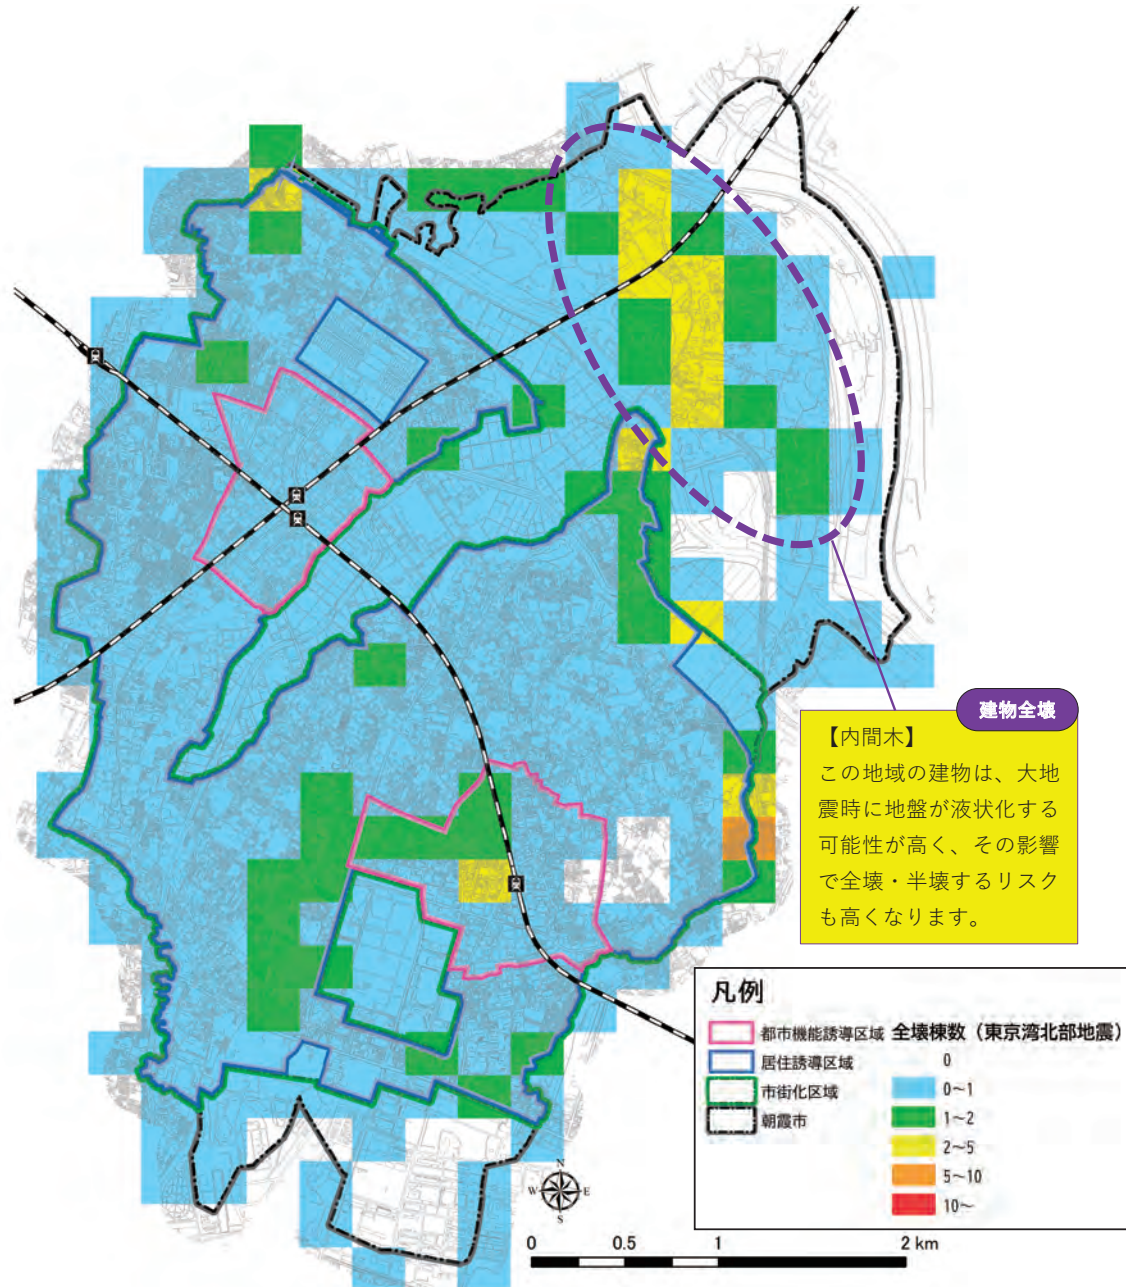 建物全壊
【内間木】
この地域の建物は、大地
震時に地盤が液状化する
可能性が高く、その影響
で全壊・半壊するリスク
も高くなります。
凡例
都市機能誘導区域
居住誘導区域
市街化区域
朝霞市
全壊棟数(東京湾北部地震)
0
0~1
1~2
2~5
5~10
10~
N
W
E
S
0 0.5 1 2 km